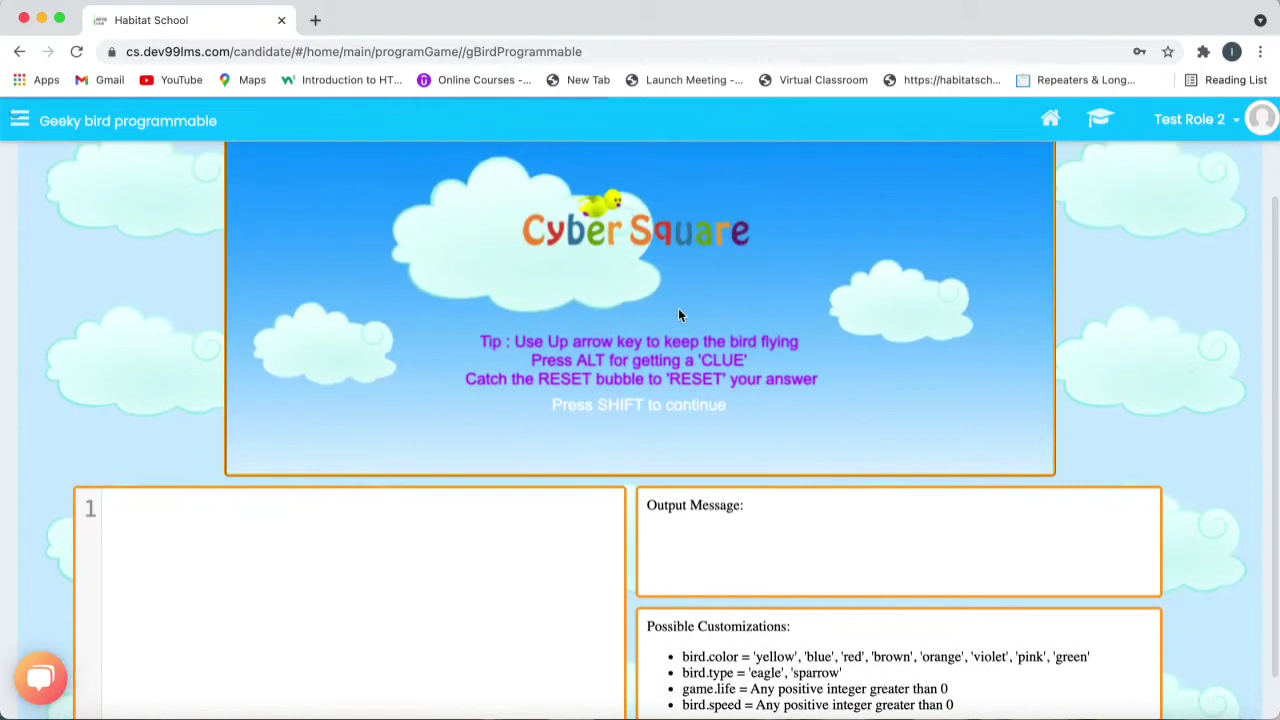 Habitat School
cs.dev99lms.com/candidate/#/home/main/programGame//gBirdProgrammable
I
Apps
Gmail
YouTube
Maps
Introduction to HT...
Online Courses -...
New Tab
Launch Meeting -...
Virtual Classroom
https://habitatsch...
Repeaters & Long...
Reading List
Geeky bird programmable
Test Role 2
Cyber Square
Tip : Use Up arrow key to keep the bird flying
Press ALT for getting a 'CLUE'
Catch the RESET bubble to 'RESET' your answer
Press SHIFT to continue
1
Output Message:
Possible Customizations:
• bird.color = 'yellow', 'blue', 'red', 'brown', 'orange', 'violet', 'pink', 'green'
• bird.type = 'eagle', 'sparrow'
• game.life = Any positive integer greater than 0
• bird.speed = Any positive integer greater than 0